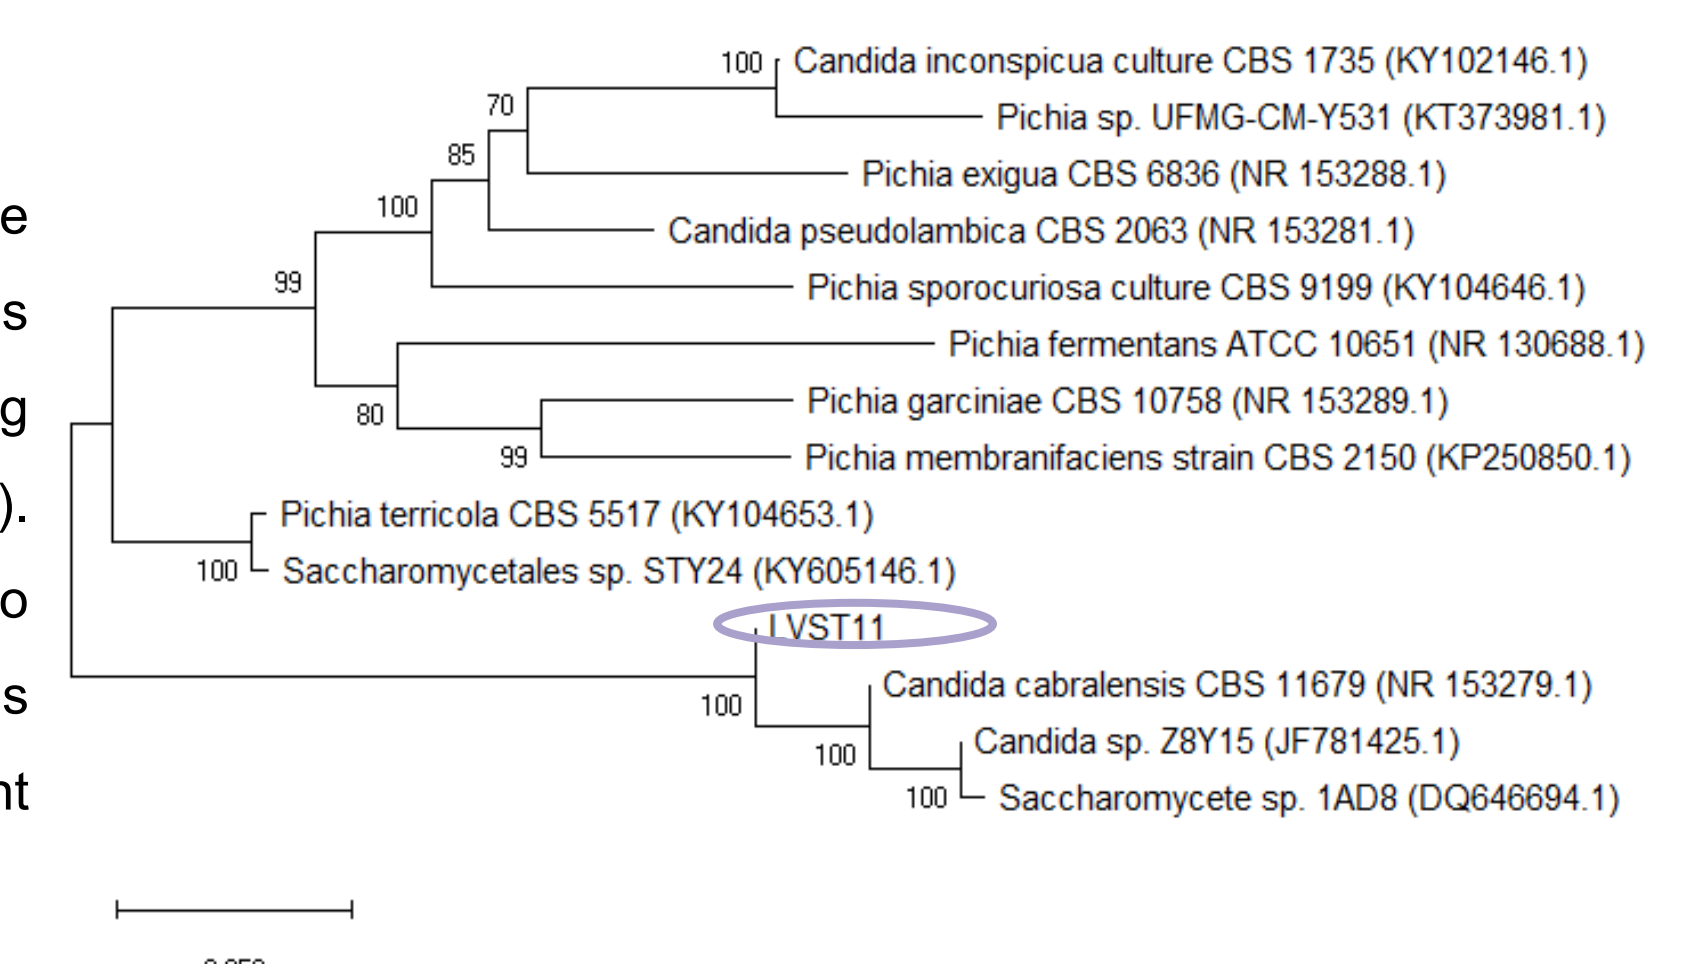 100 Candida inconspicua culture CBS 1735 (KY102146.1)
70
Pichia sp. UFMG-CM-Y531 (KT373981.1)
85
Pichia exigua CBS 6836 (NR 153288.1)
100
e
Candida pseudolambica CBS 2063 (NR 153281.1)
99
Pichia sporocuriosa culture CBS 9199 (KY104646.1)
s
Pichia fermentans ATCC 10651 (NR 130688.1)
g
80
Pichia garciniae CBS 10758 (NR 153289.1)
99
Pichia membranifaciens strain CBS 2150 (KP250850.1)
).
Pichia terricola CBS 5517 (KY104653.1)
100
Saccharomycetales sp. STY24 (KY605146.1)
o
LVST11
s
100
Candida cabralensis CBS 11679 (NR 153279.1)
100
Candida sp. Z8Y15 (JF781425.1)
nt
100
Saccharomycete sp. 1AD8 (DQ646694.1)